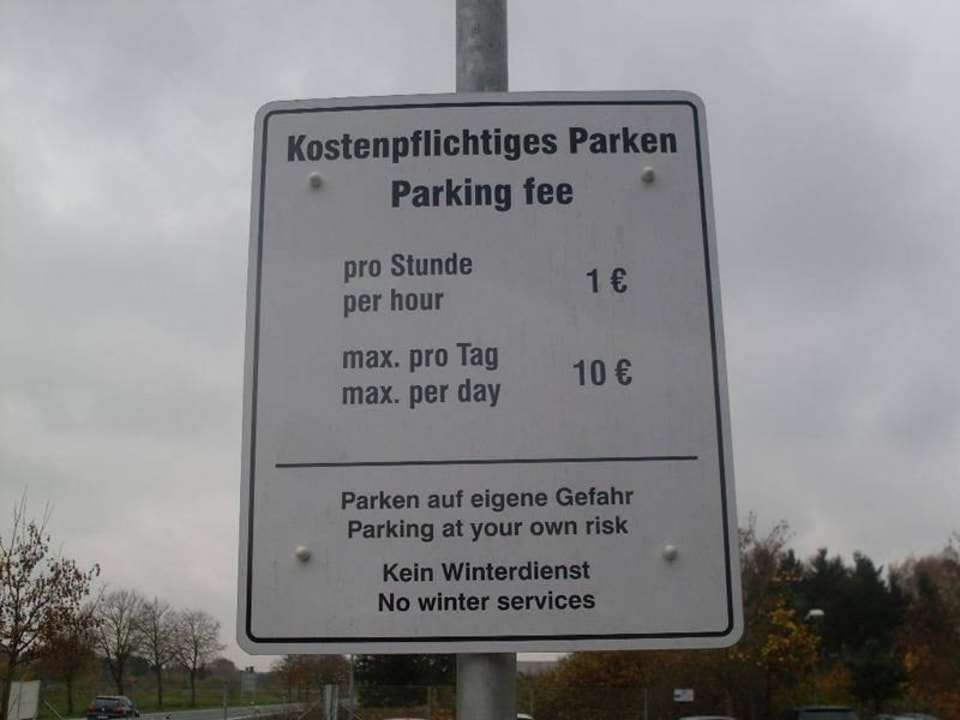 Kostenpflichtiges Parken
Parking fee
pro Stunde
per hour
1 €
max. pro Tag
max. per day
10 €
Parken auf eigene Gefahr
Parking at your own risk
Kein Winterdienst
No winter services